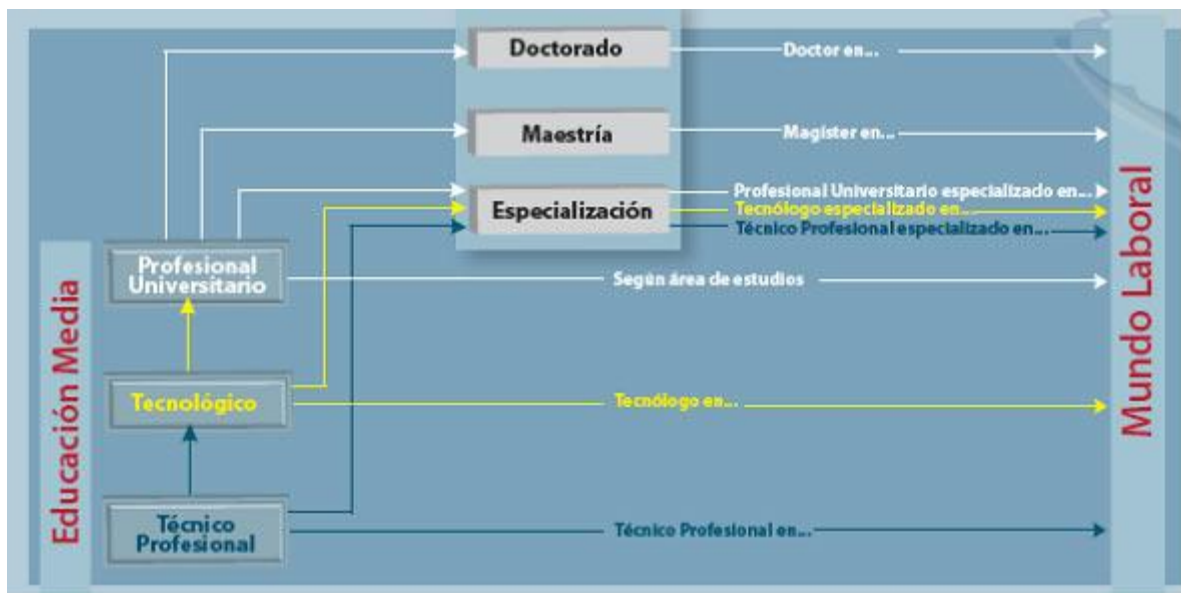 Doctorado
Doctor en...
Maestría
Magíster en...
Especialización
Profesional Universitario especializado en...
Tecnólogo especializado en...
Técnico Profesional especializado en...
Profesional
Universitario
Según área de estudios
Tecnológico
Tecnólogo en...
Técnico
Profesional
Técnico Profesional en...
Educación Media
Mundo Laboral